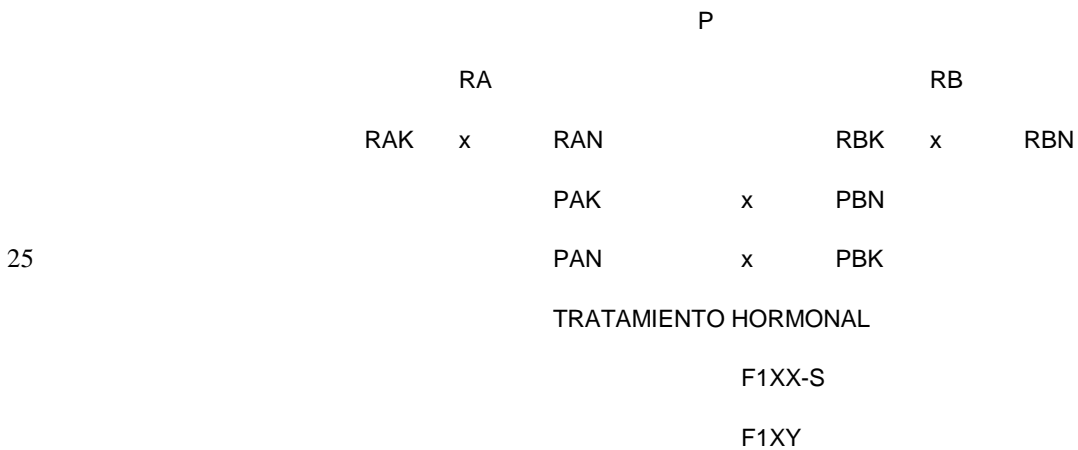 P
RA RB
RAK x RAN RBK x RBN
PAK x PBN
25 PAN x PBK
TRATAMIENTO HORMONAL
F1XX-S
F1XY